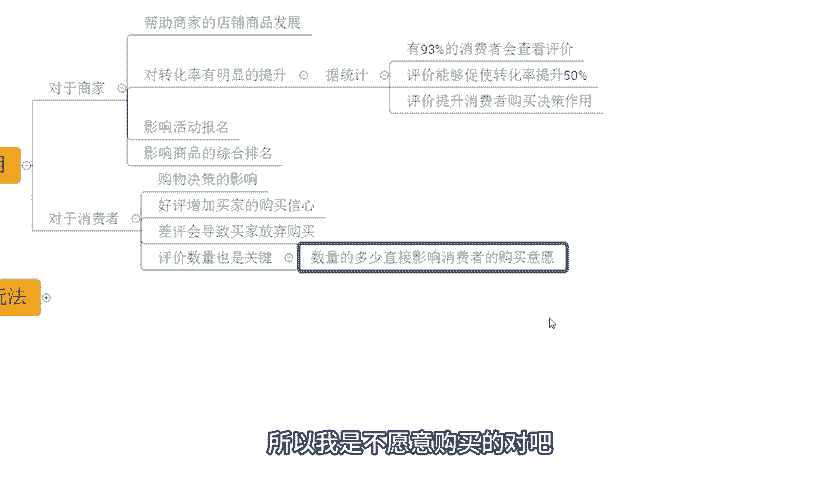 帮助商家的店铺商品发展
有93%的消费者会查看评价
对转化率有明显的提升
据统计
评价能够促使转化率提升50%
对于商家
评价提升消费者购买决策作用
影响活动报名
影响商品的综合排名
购物决策的影响
好评增加买家的购买信心
对于消费者
差评会导致买家放弃购买
评价数量也是关键
数量的多少直接影响消费者的购买意愿
玩法
所以我是不愿意购买的对吧